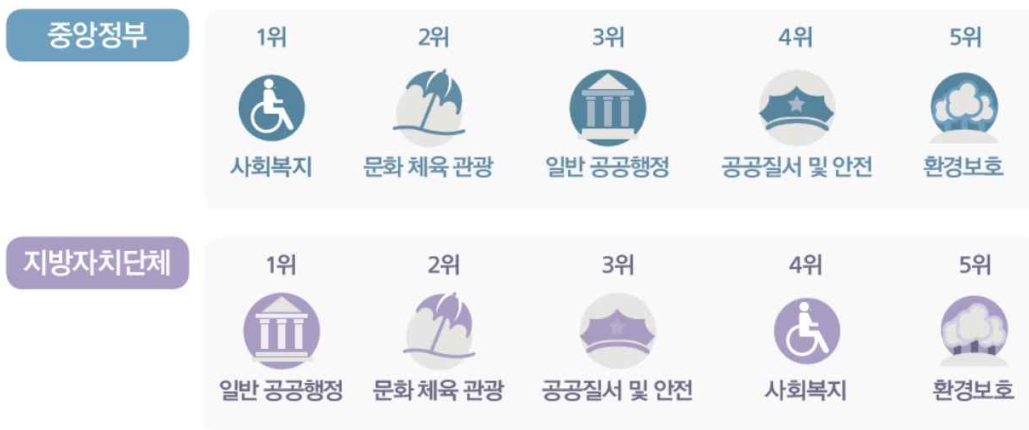 중앙정부
1위 2위 3위 4위 5위
사회복지 문화 체육 관광 일반 공공행정 공공질서 및 안전 환경보호
지방자치단체
1위 2위 3위 4위 5위
일반 공공행정 문화 체육 관광 공공질서 및 안전 사회복지 환경보호